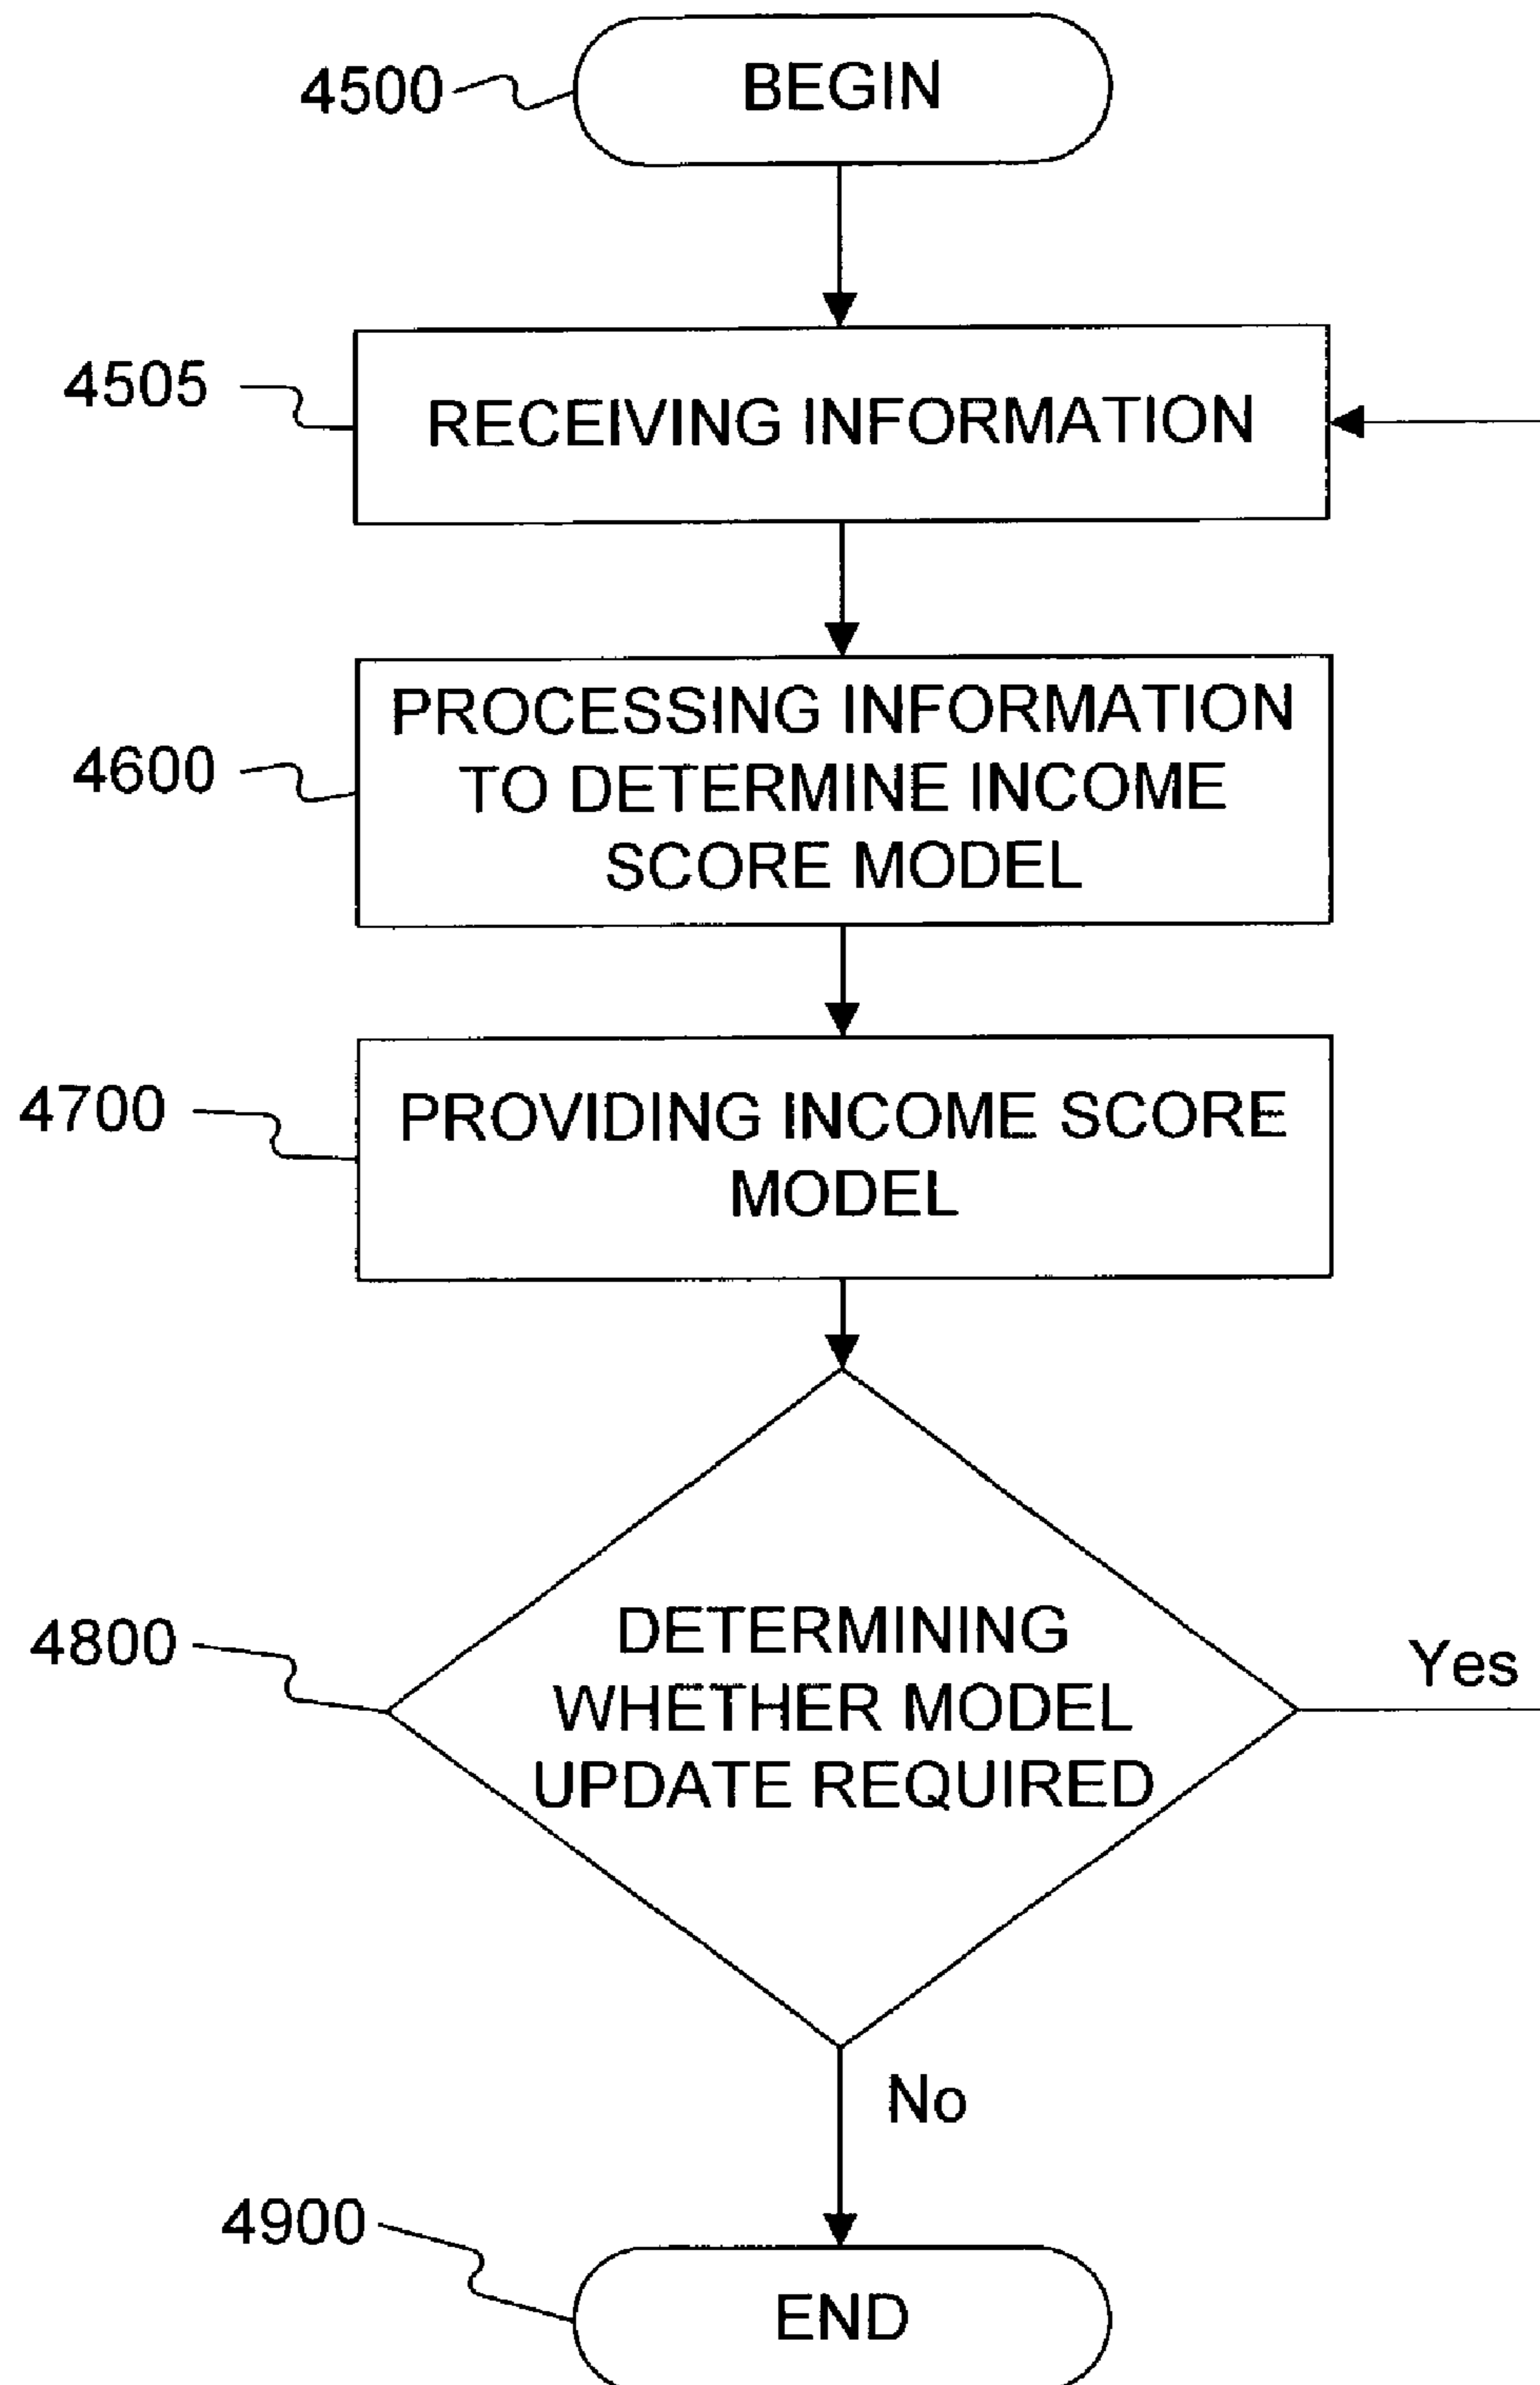 4500
BEGIN
4505
RECEIVING INFORMATION
4600
PROCESSING INFORMATION
TO DETERMINE INCOME
SCORE MODEL
4700
PROVIDING INCOME SCORE
MODEL
4800
DETERMINING
WHETHER MODEL
UPDATE REQUIRED
Yes
No
4900
END